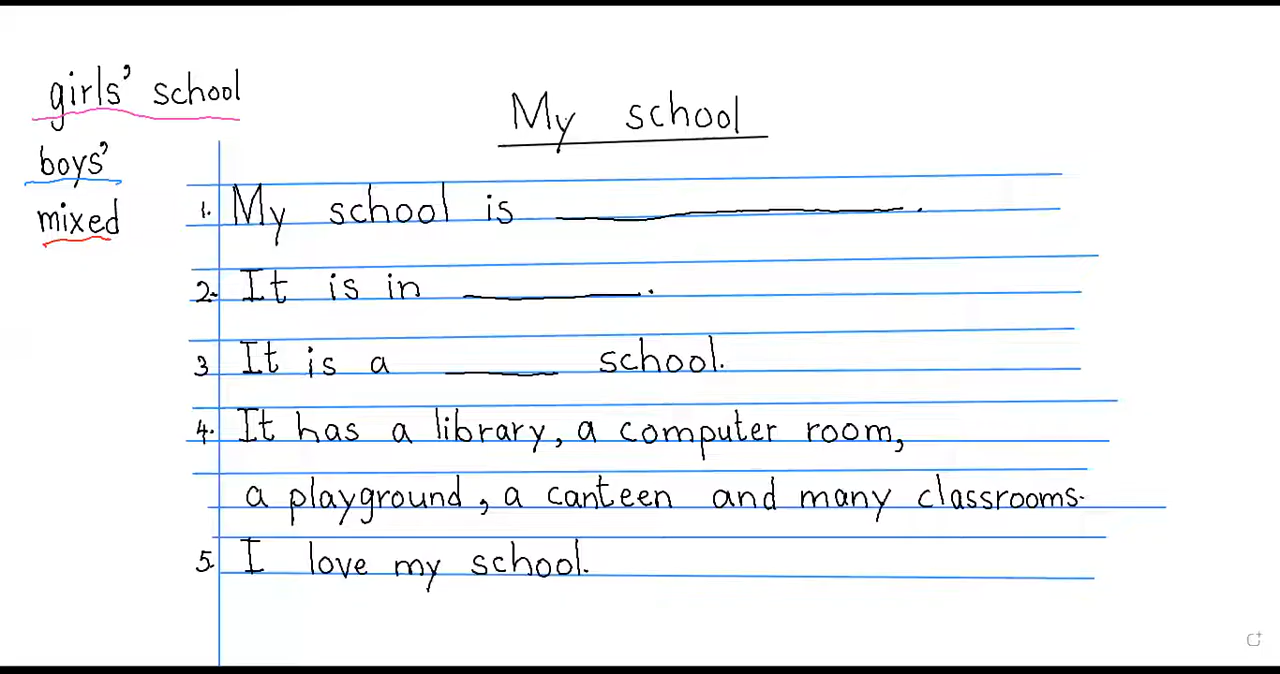 girls' school
boys'
mixed
My school
1. My school is ____________.
2. It is in ________.
3 It is a ______ school.
4. It has a library, a computer room,
a playground, a canteen and many classrooms.
5. I love my school.